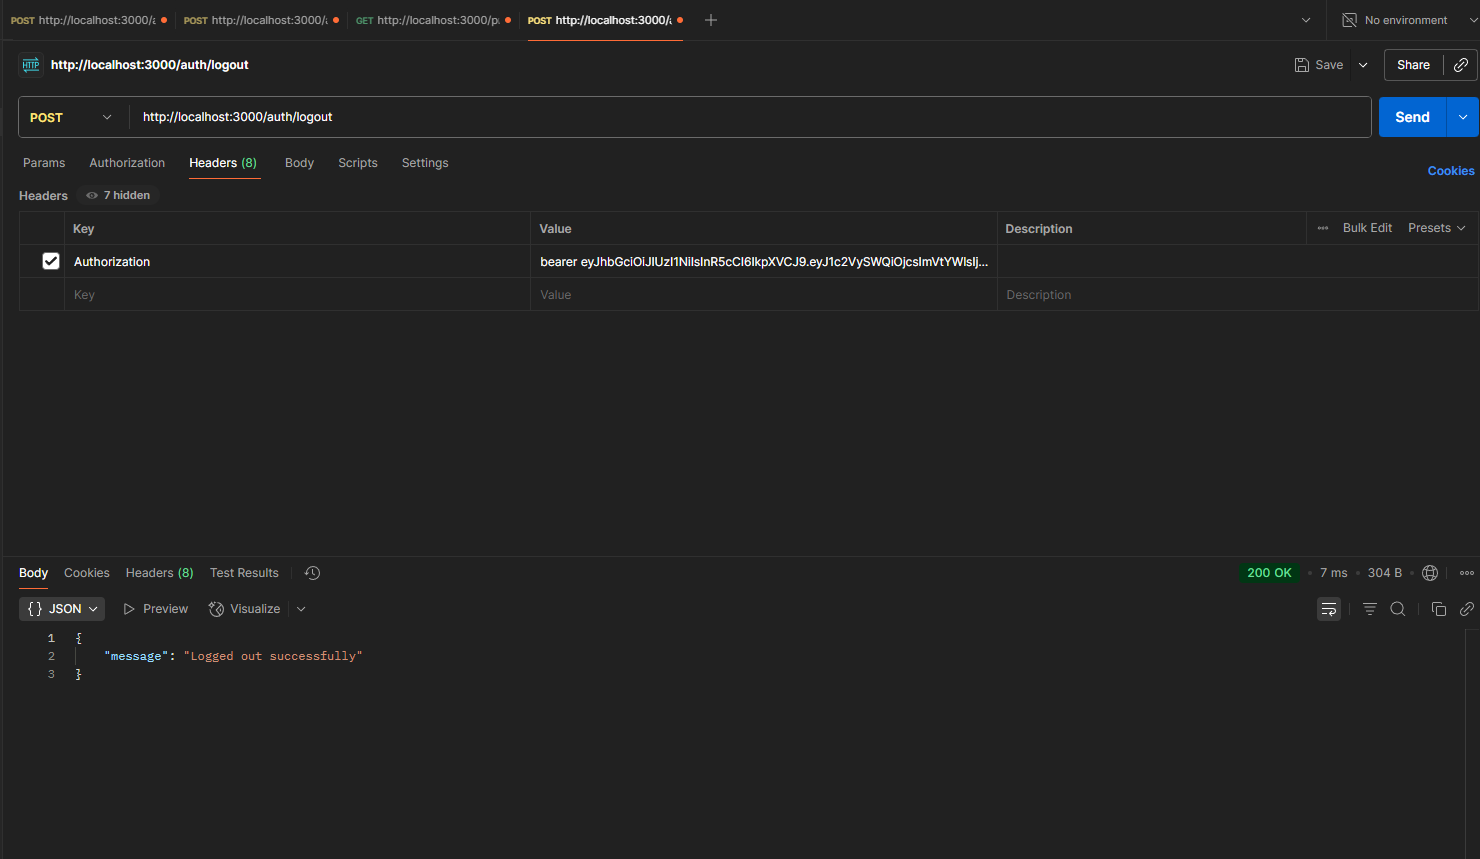 POST http://localhost:3000/a POST http://localhost:3000/a GET http://localhost:3000/p POST http://localhost:3000/a No environment
HTTP http://localhost:3000/auth/logout Save Share
POST http://localhost:3000/auth/logout Send
Params Authorization Headers (8) Body Scripts Settings Cookies
Headers 7 hidden
Key Value Description Bulk Edit Presets
Authorization bearer eyJhbGciOiJIUzI1NiIsInR5cCI6IkpXVCJ9.eyJ1c2VySWQiOjcsImVtYWlsIj...
Key Value Description
Body Cookies Headers (8) Test Results 200 OK 7 ms 304 B
{} JSON Preview Visualize
1 {
2 "message": "Logged out successfully"
3 }